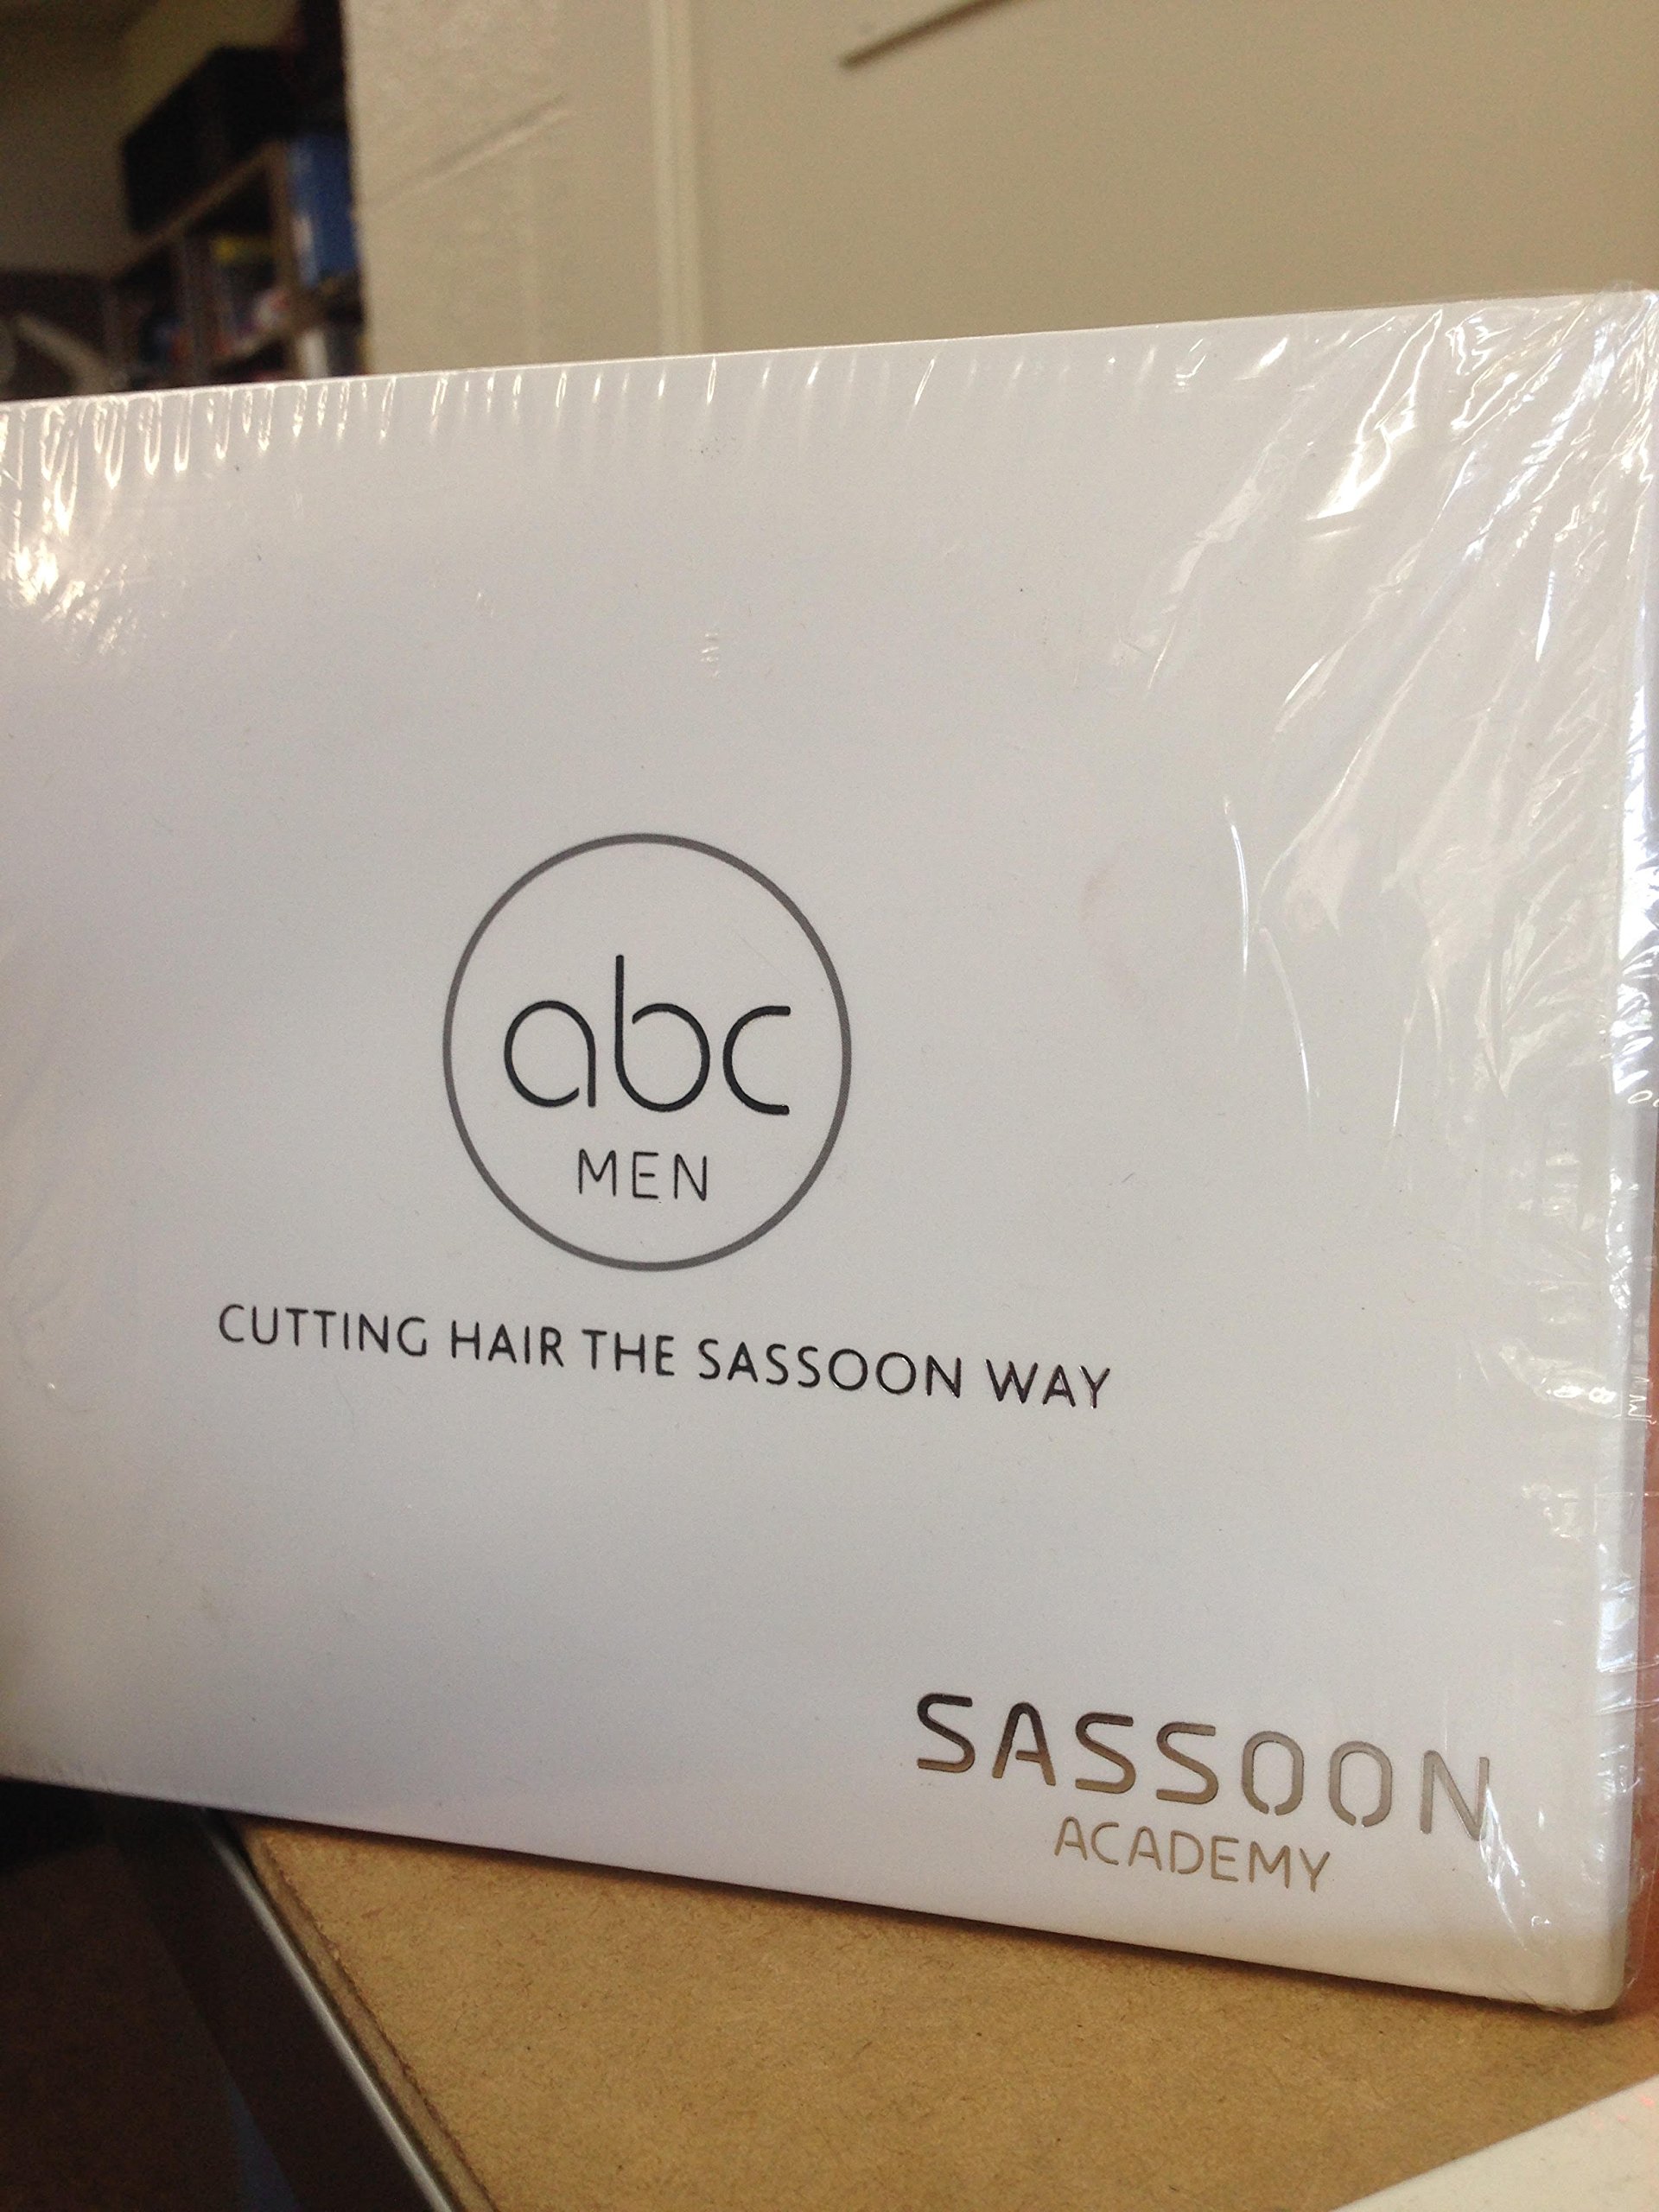 abc
MEN
CUTTING HAIR THE SASSOON WAY
SASSOON
ACADEMY